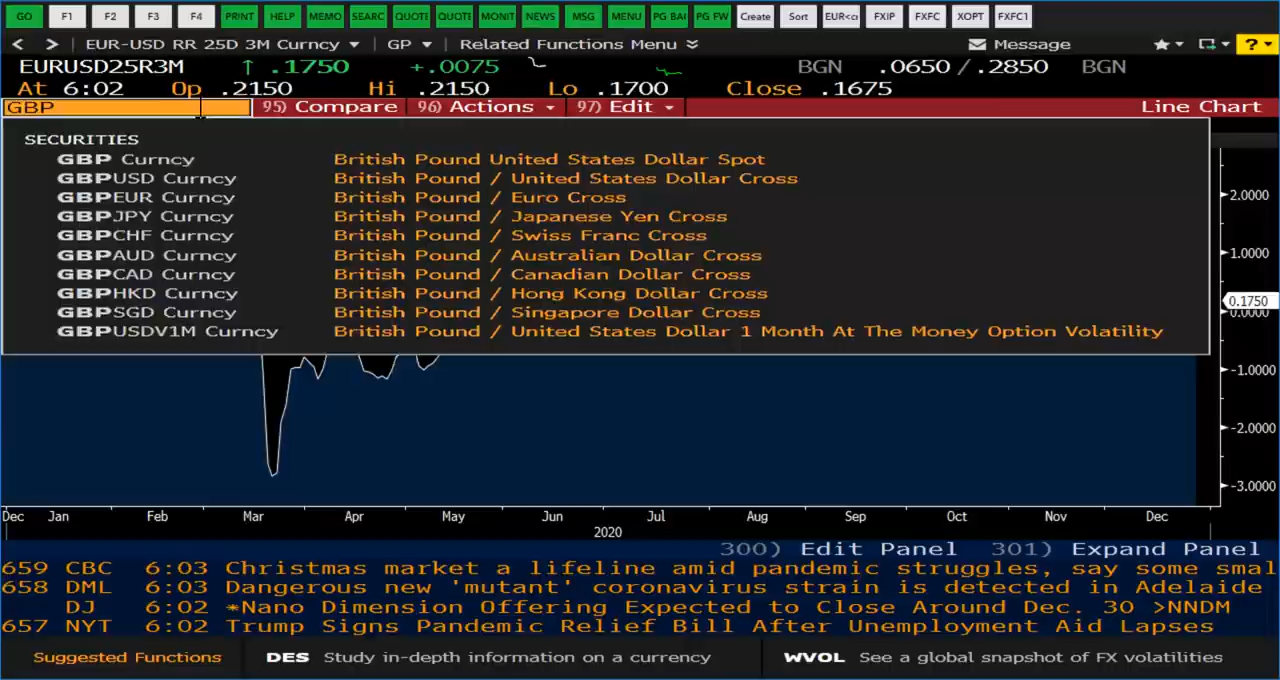 GO F1 F2 F3 F4 PRINT HELP MEMO SEARC QUOTE QUOTE MONIT NEWS MSG MENU PG BAC PG FW Create Sort EUR<cr FXIP FXFC XOPT FXFC1
< > EUR-USD RR 25D 3M Curncy GP Related Functions Menu Message ?
EURUSD25R3M ↑ .1750 +.0075 BGN .0650 / .2850 BGN
At 6:02 Op .2150 Hi .2150 Lo .1700 Close .1675
GBP 95) Compare 96) Actions 97) Edit Line Chart
SECURITIES
GBP Curncy British Pound United States Dollar Spot
GBPUSD Curncy British Pound / United States Dollar Cross
GBPEUR Curncy British Pound / Euro Cross
GBPJPY Curncy British Pound / Japanese Yen Cross
GBPCHF Curncy British Pound / Swiss Franc Cross
GBPAUD Curncy British Pound / Australian Dollar Cross
GBPCAD Curncy British Pound / Canadian Dollar Cross
GBPHKD Curncy British Pound / Hong Kong Dollar Cross
GBPSGD Curncy British Pound / Singapore Dollar Cross
GBPUSDV1M Curncy British Pound / United States Dollar 1 Month At The Money Option Volatility
2.0000
1.0000
0.1750
0.0000
-1.0000
-2.0000
-3.0000
Dec Jan Feb Mar Apr May Jun Jul Aug Sep Oct Nov Dec
2020
300) Edit Panel 301) Expand Panel
659 CBC 6:03 Christmas market a lifeline amid pandemic struggles, say some smal
658 DML 6:03 Dangerous new 'mutant' coronavirus strain is detected in Adelaide
DJ 6:02 *Nano Dimension Offering Expected to Close Around Dec. 30 >NNDM
657 NYT 6:02 Trump Signs Pandemic Relief Bill After Unemployment Aid Lapses
Suggested Functions DES Study in-depth information on a currency WVOL See a global snapshot of FX volatilities